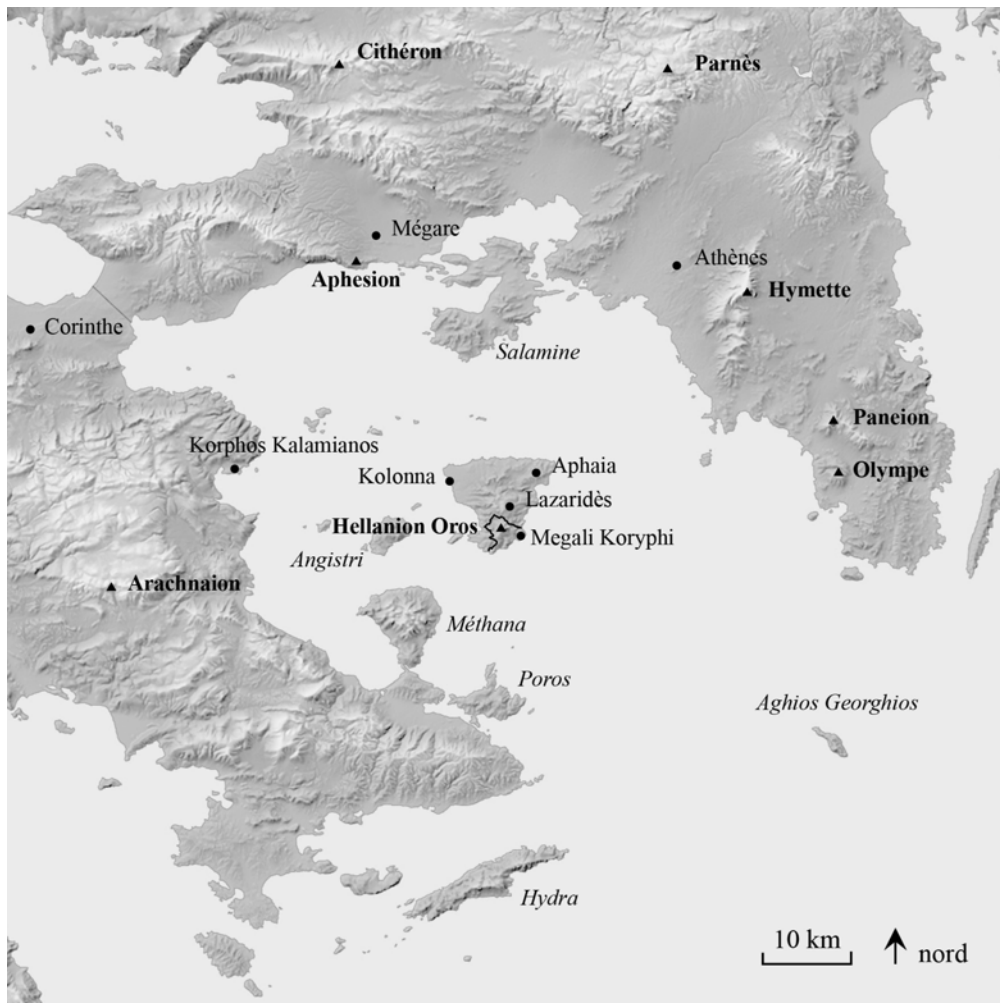 Cithéron
Parnès
Mégare
Aphesion
Athènes
Hymette
Corinthe
Salamine
Paneion
Korphos Kalamianos
Aphaia
Kolonna
Olympe
Lazaridès
Hellanion Oros
Megali Koryphi
Angistri
Arachnaion
Méthana
Poros
Aghios Georghios
Hydra
10 km
nord